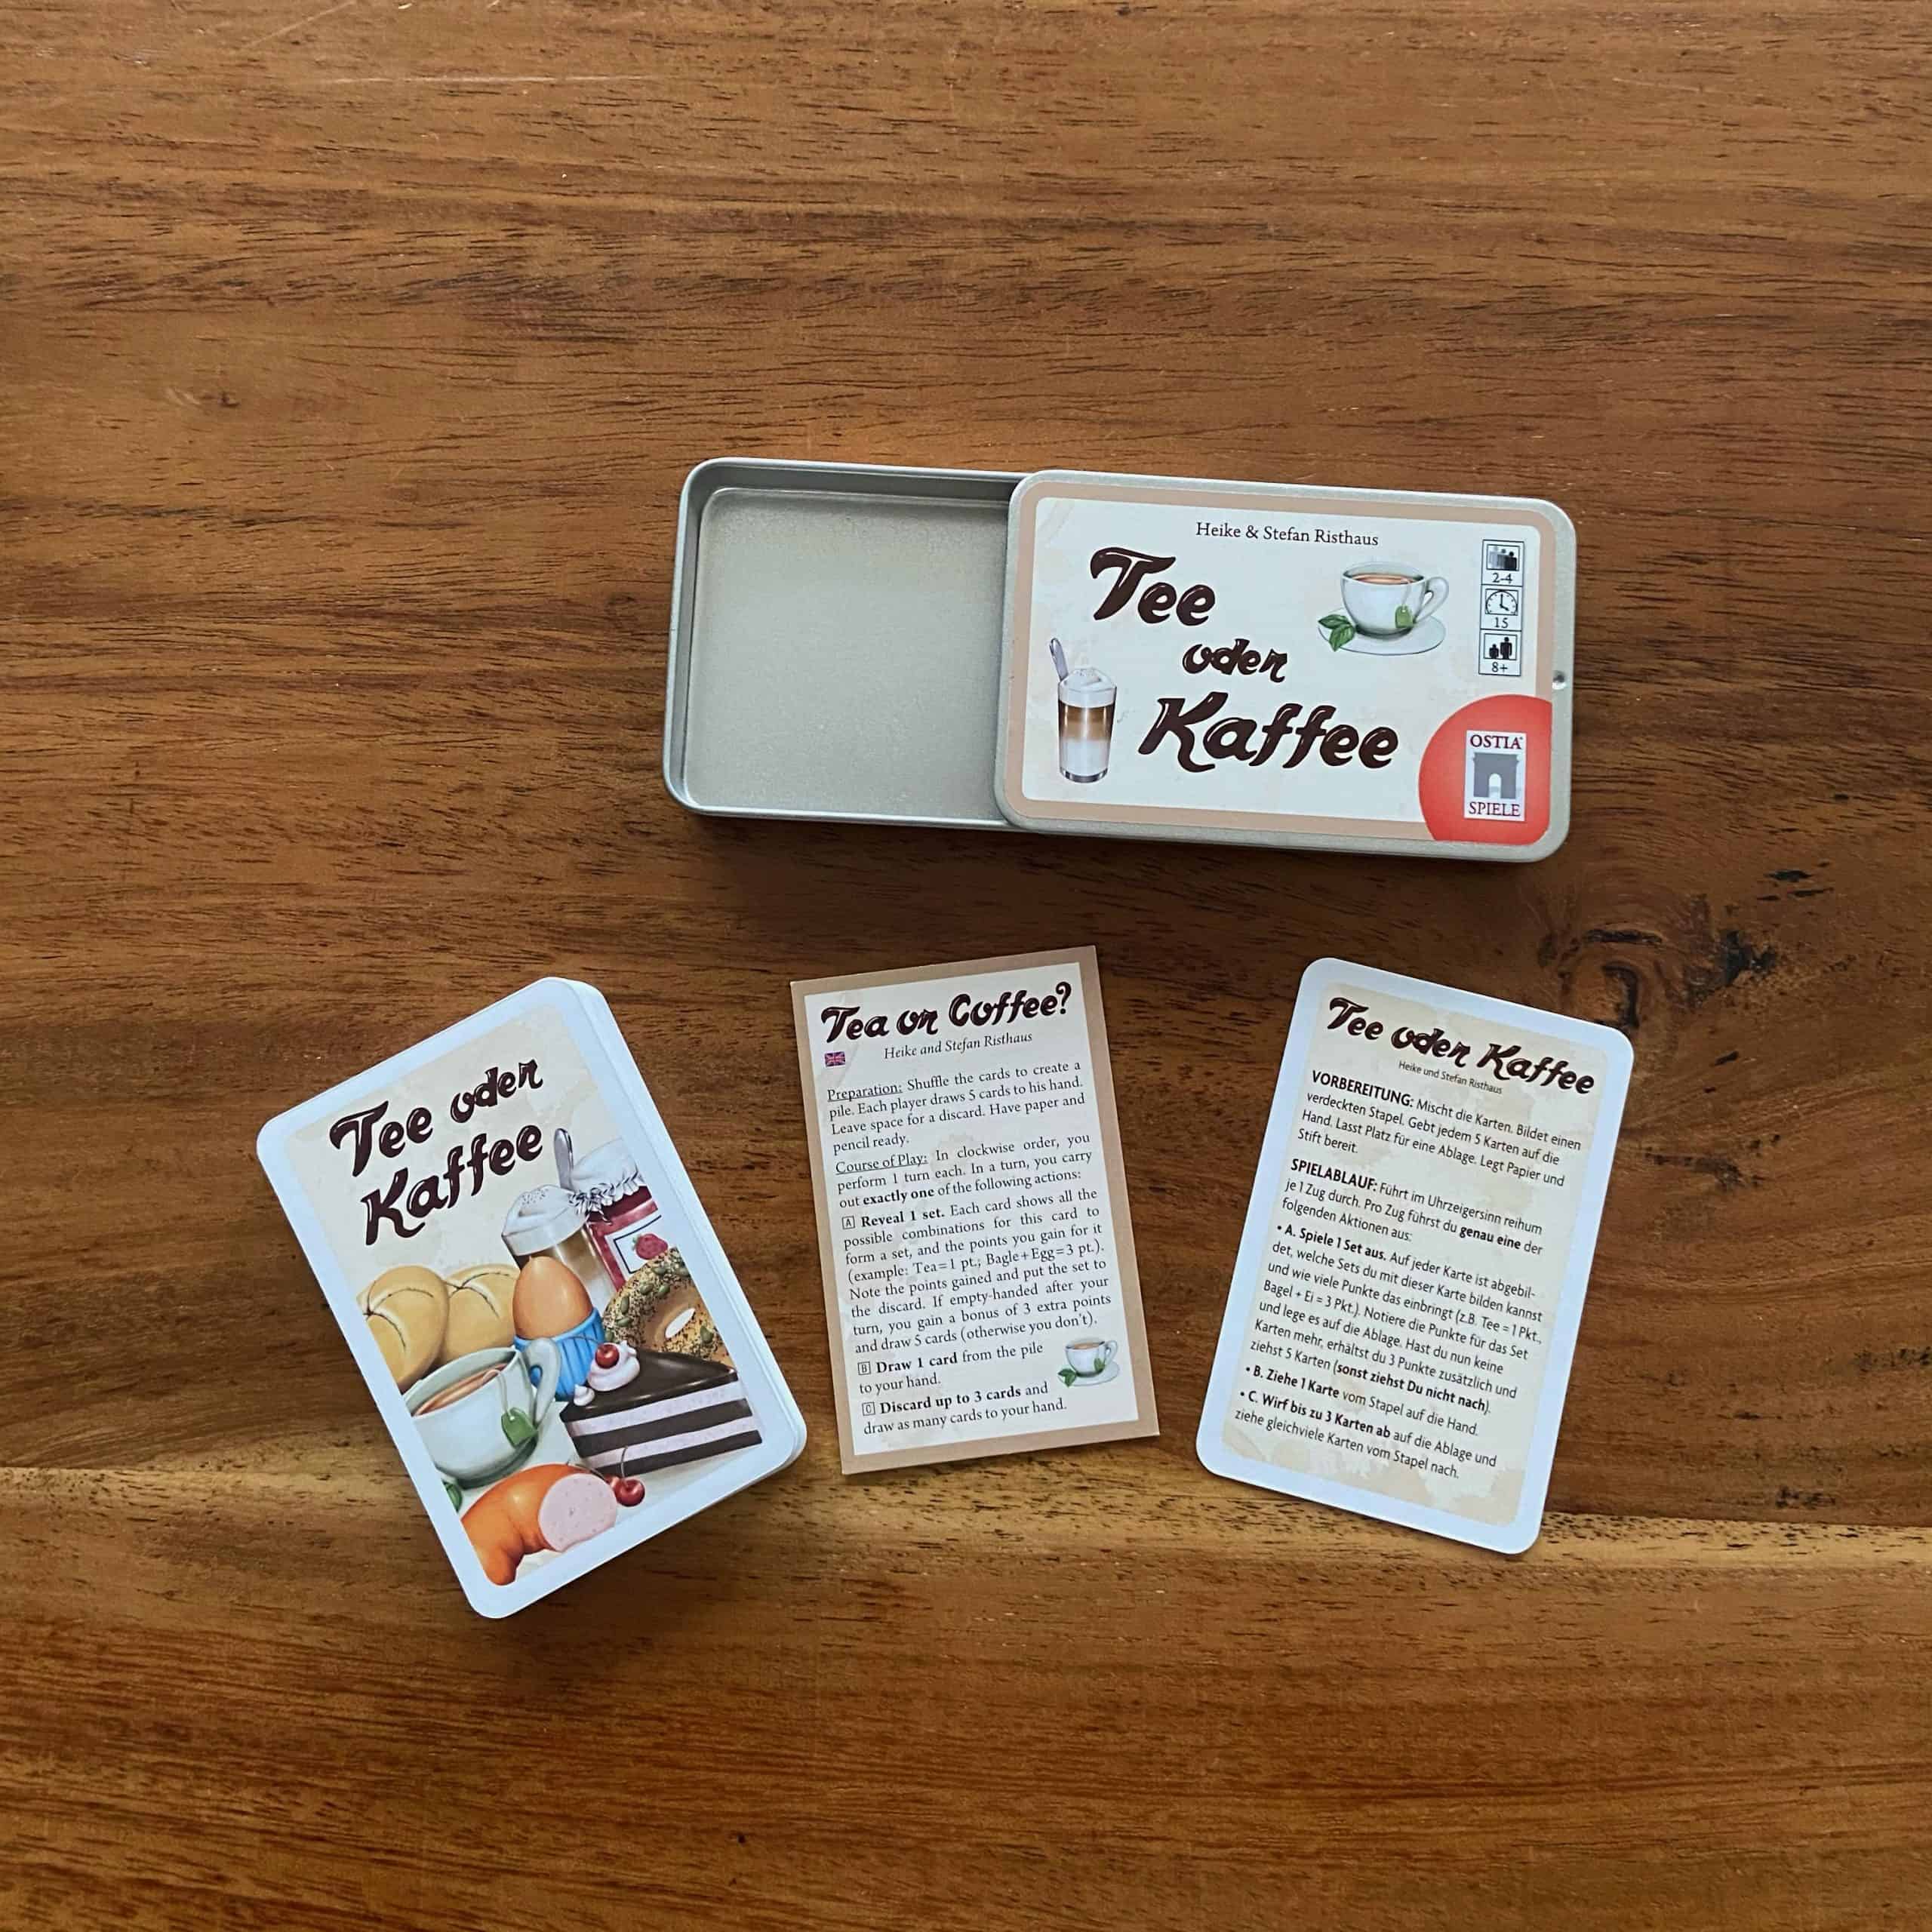 Heike & Stefan Risthaus
Tee
oder
Kaffee
2-4
15
8+
OSTIA
SPIELE
Tee oder
Kaffee
Tea or Coffee?
Heike and Stefan Risthaus
Preparation: Shuffle the cards to create a
pile. Each player draws 5 cards to his hand.
Leave space for a discard. Have paper and
pencil ready.
Course of Play: In clockwise order, you
perform 1 turn each. In a turn, you carry
out exactly one of the following actions:
A Reveal 1 set. Each card shows all the
possible combinations for this card to
form a set, and the points you gain for it
(example: Tea=1 pt.; Bagle+Egg=3 pt.).
Note the points gained and put the set to
the discard. If empty-handed after your
turn, you gain a bonus of 3 extra points
and draw 5 cards (otherwise you don't).
B Draw 1 card from the pile
to your hand.
C Discard up to 3 cards and
draw as many cards to your hand.
Tee oder Kaffee
Heike und Stefan Risthaus
VORBEREITUNG: Mischt die Karten. Bildet einen
verdeckten Stapel. Gebt jedem 5 Karten auf die
Hand. Lasst Platz für eine Ablage. Legt Papier und
Stift bereit.
SPIELABLAUF: Führt im Uhrzeigersinn reihum
je 1 Zug durch. Pro Zug führst du genau eine der
folgenden Aktionen aus:
• A. Spiele 1 Set aus. Auf jeder Karte ist abgebil-
det, welche Sets du mit dieser Karte bilden kannst
und wie viele Punkte das einbringt (z.B. Tee = 1 Pkt.,
Bagel + Ei = 3 Pkt.). Notiere die Punkte für das Set
und lege es auf die Ablage. Hast du nun keine
Karten mehr, erhältst du 3 Punkte zusätzlich und
ziehst 5 Karten (sonst ziehst Du nicht nach).
• B. Ziehe 1 Karte vom Stapel auf die Hand.
• C. Wirf bis zu 3 Karten ab auf die Ablage und
ziehe gleichviele Karten vom Stapel nach.